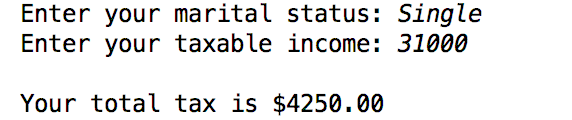 Enter your marital status: Single
Enter your taxable income: 31000
Your total tax is $4250.00